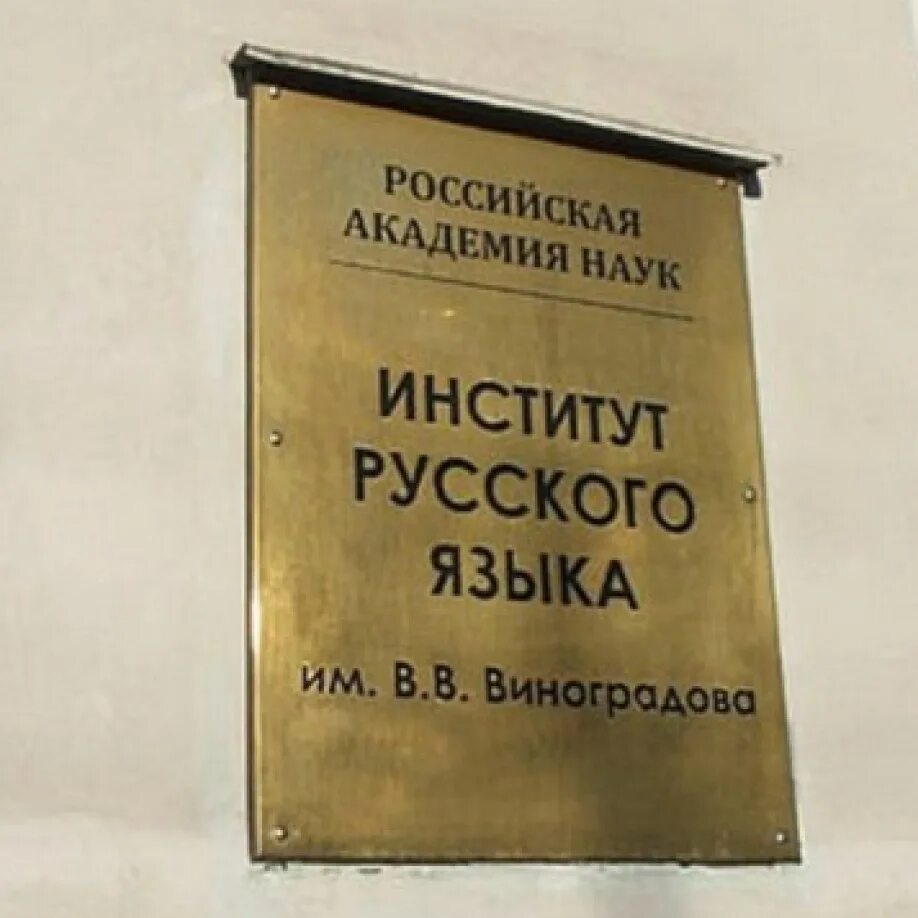 РОССИЙСКАЯ
АКАДЕМИЯ НАУК
ИНСТИТУТ
РУССКОГО
ЯЗЫКА
им. В.В. Виноградова